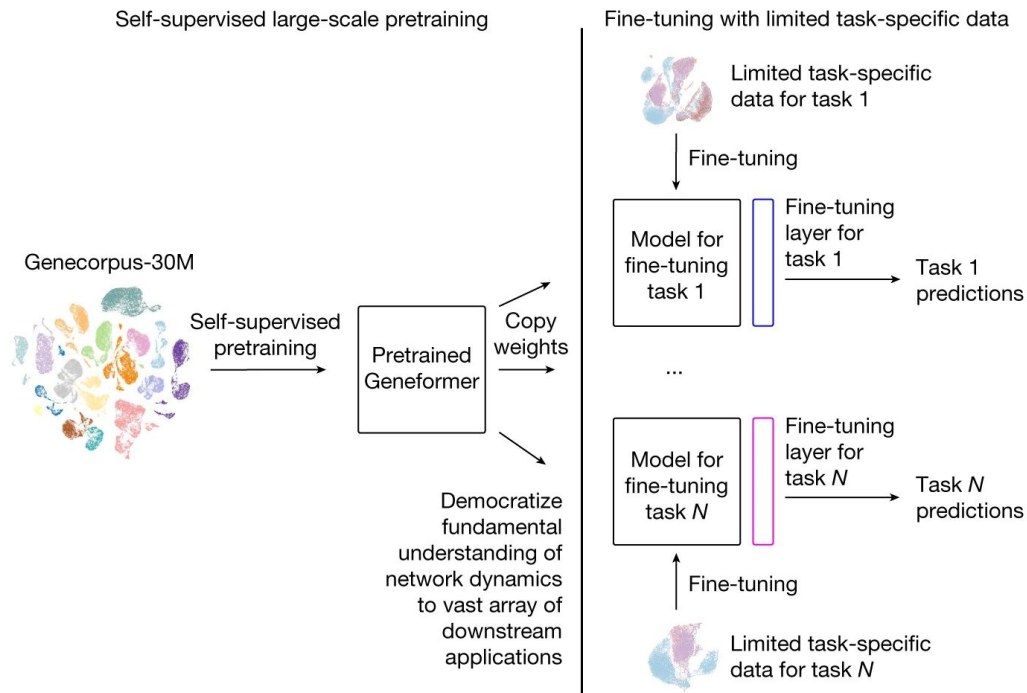 Self-supervised large-scale pretraining
Genecorpus-30M
Self-supervised
pretraining
Pretrained
Geneformer
Copy
weights
Democratize
fundamental
understanding of
network dynamics
to vast array of
downstream
applications
Fine-tuning with limited task-specific data
Limited task-specific
data for task 1
Fine-tuning
Model for
fine-tuning
task 1
Fine-tuning
layer for
task 1
Task 1
predictions
...
Model for
fine-tuning
task N
Fine-tuning
layer for
task N
Task N
predictions
Fine-tuning
Limited task-specific
data for task N